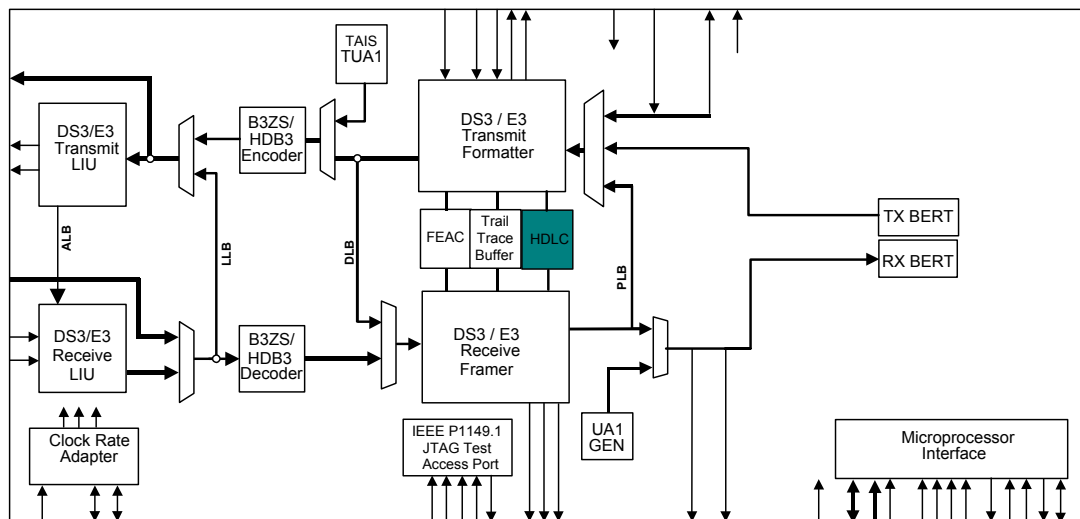 TAIS
TUA1
DS3/E3
Transmit
LIU
B3ZS/
HDB3
Encoder
DS3 / E3
Transmit
Formatter
FEAC
Trail
Trace
Buffer
HDLC
TX BERT
RX BERT
ALB
LLB
DLB
PLB
DS3/E3
Receive
LIU
B3ZS/
HDB3
Decoder
DS3 / E3
Receive
Framer
Clock Rate
Adapter
IEEE P1149.1
JTAG Test
Access Port
UA1
GEN
Microprocessor
Interface